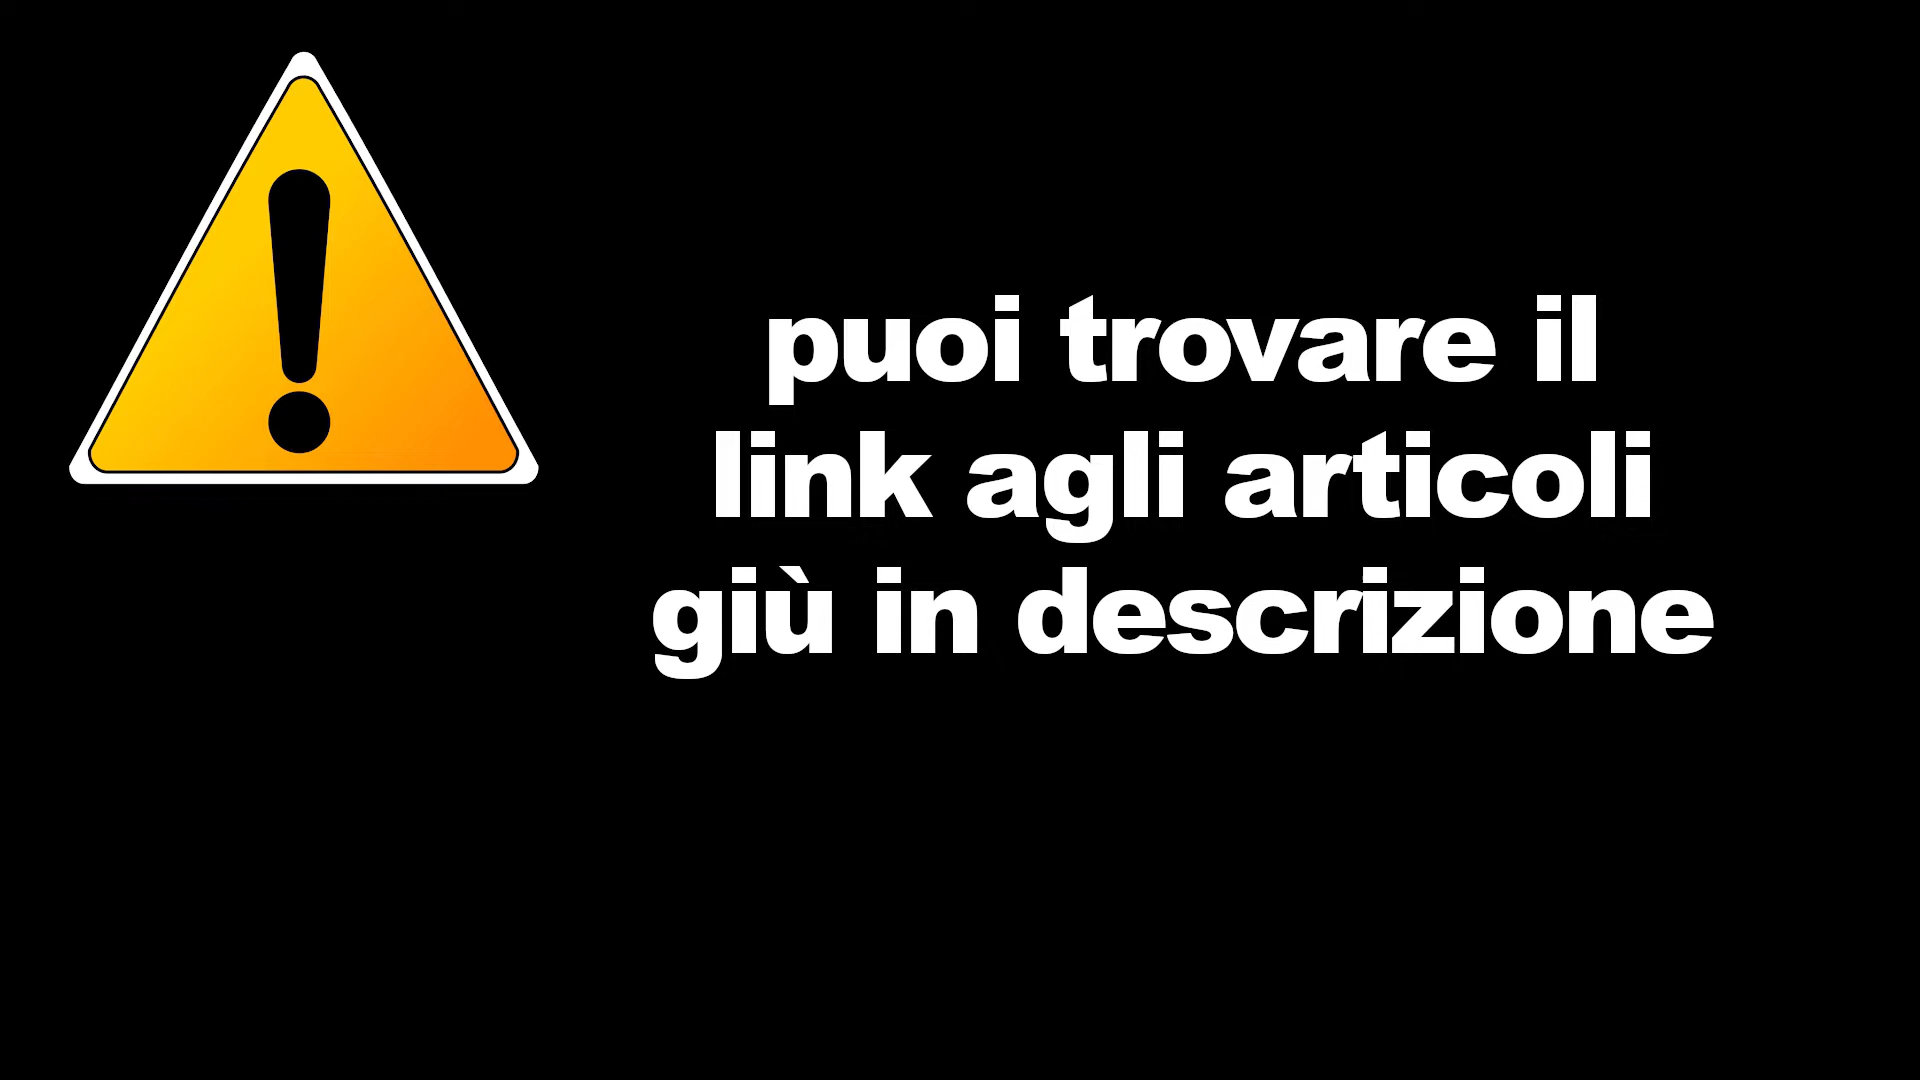 puoi trovare il
link agli articoli
giù in descrizione